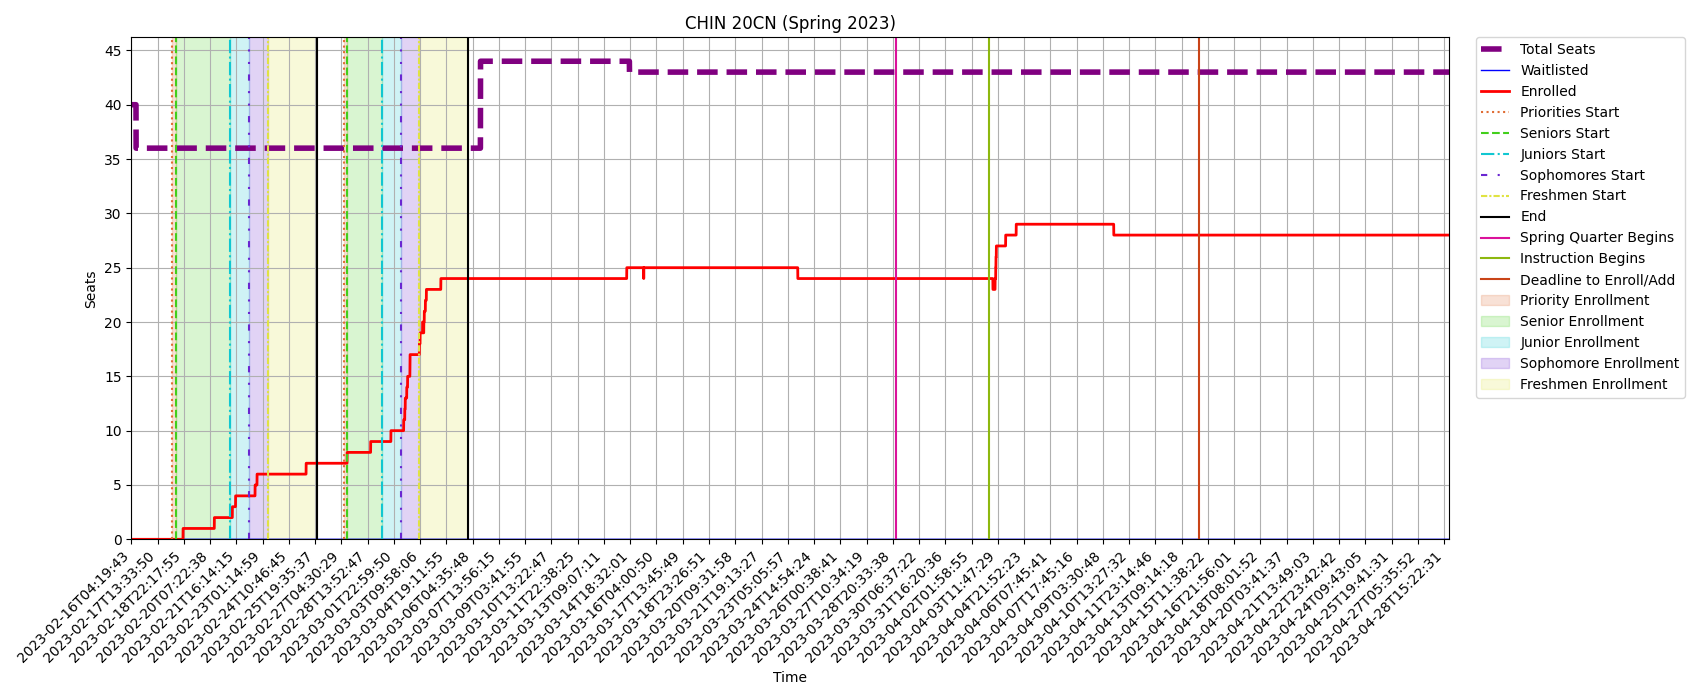 CHIN 20CN (Spring 2023)
Seats
45
40
35
30
25
20
15
10
5
0
2023-02-16T04:19:43
2023-02-17T13:33:50
2023-02-18T22:17:55
2023-02-20T07:22:38
2023-02-21T16:14:15
2023-02-23T01:14:59
2023-02-24T10:46:45
2023-02-25T19:35:37
2023-02-27T04:30:29
2023-02-28T13:52:47
2023-03-01T22:59:50
2023-03-03T09:58:06
2023-03-04T19:11:55
2023-03-06T04:35:48
2023-03-07T13:56:15
2023-03-09T03:41:55
2023-03-10T13:22:47
2023-03-11T22:38:25
2023-03-13T09:07:11
2023-03-14T18:32:01
2023-03-16T04:00:50
2023-03-17T13:45:49
2023-03-18T23:26:51
2023-03-20T09:31:58
2023-03-21T19:13:27
2023-03-23T05:05:57
2023-03-24T14:54:24
2023-03-26T00:38:41
2023-03-27T10:34:19
2023-03-28T20:33:38
2023-03-30T06:37:22
2023-03-31T16:20:36
2023-04-02T01:58:55
2023-04-03T11:47:29
2023-04-04T21:52:23
2023-04-06T07:45:41
2023-04-07T17:45:16
2023-04-09T03:30:48
2023-04-10T13:27:32
2023-04-11T23:14:46
2023-04-13T09:14:18
2023-04-15T11:38:22
2023-04-16T21:56:01
2023-04-18T08:01:52
2023-04-20T03:41:37
2023-04-21T13:49:03
2023-04-22T23:42:42
2023-04-24T09:43:05
2023-04-25T19:41:31
2023-04-27T05:35:52
2023-04-28T15:22:31
Time
Total Seats
Waitlisted
Enrolled
Priorities Start
Seniors Start
Juniors Start
Sophomores Start
Freshmen Start
End
Spring Quarter Begins
Instruction Begins
Deadline to Enroll/Add
Priority Enrollment
Senior Enrollment
Junior Enrollment
Sophomore Enrollment
Freshmen Enrollment